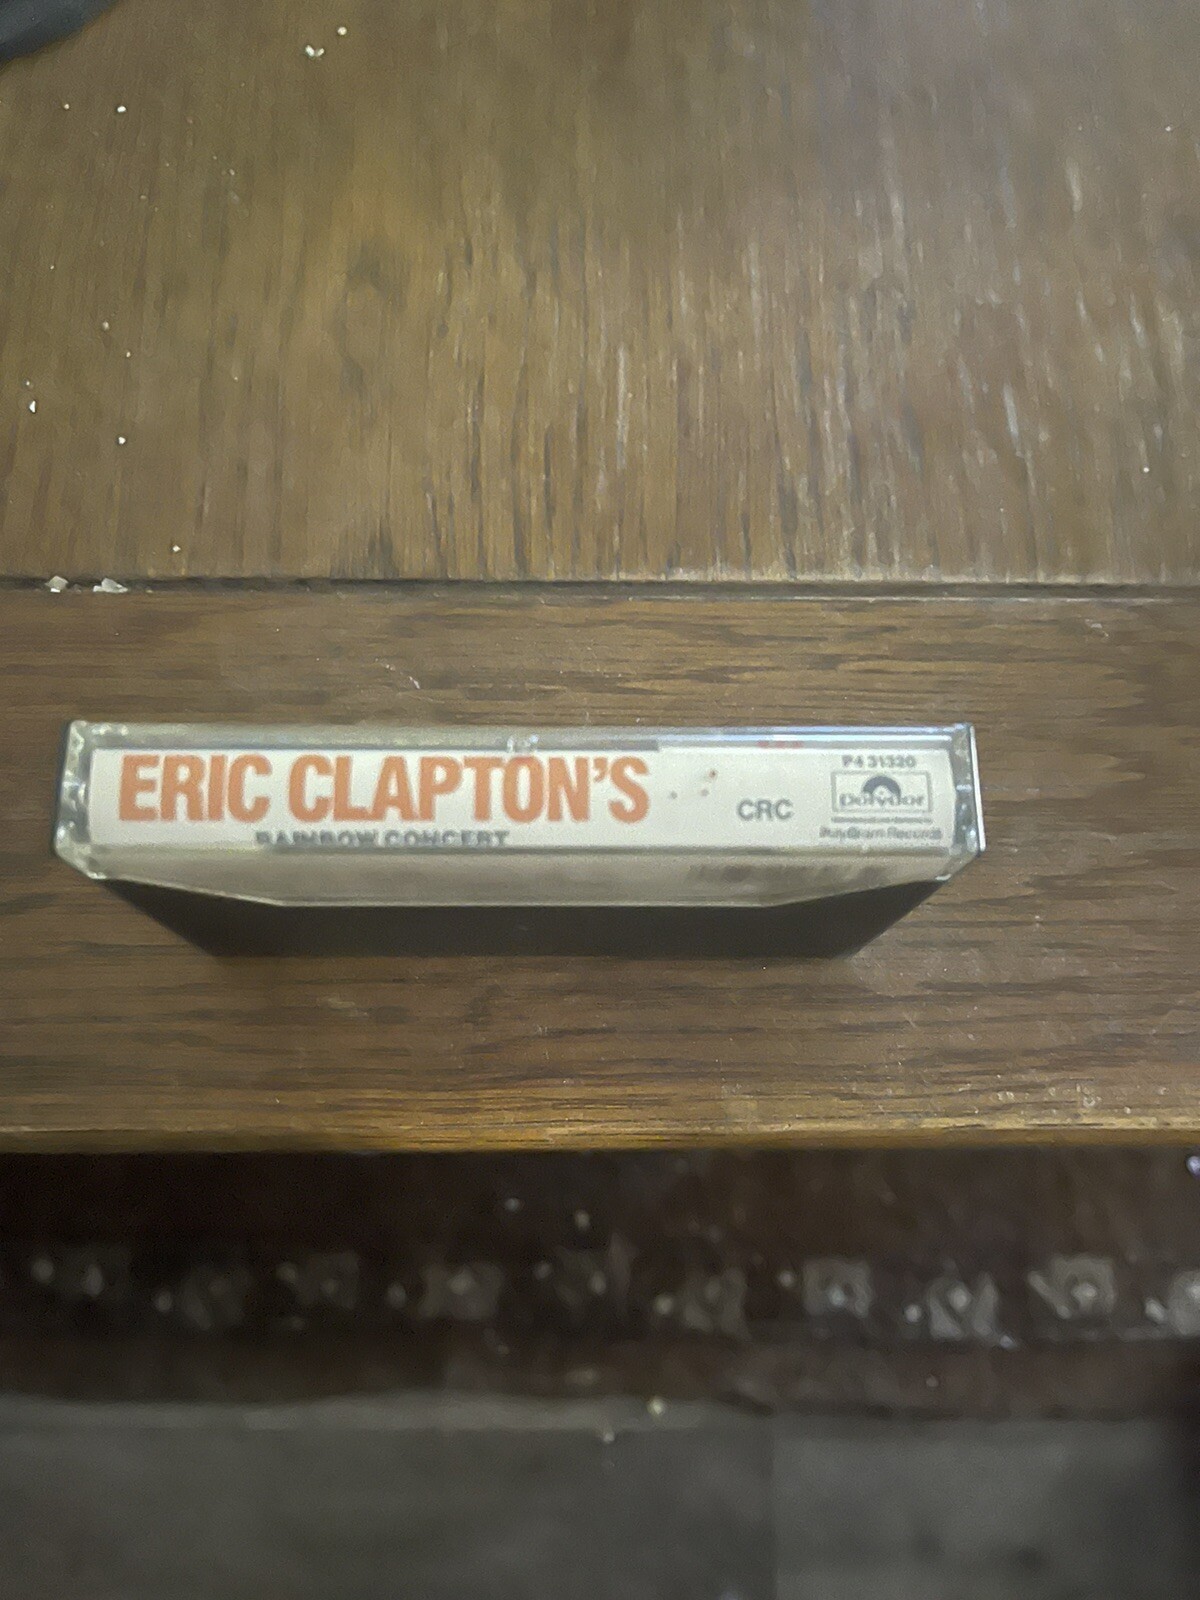 ERIC CLAPTON'S
RAINBOW CONCERT
CRC
P4 31320
Polydor
PolyGram Records